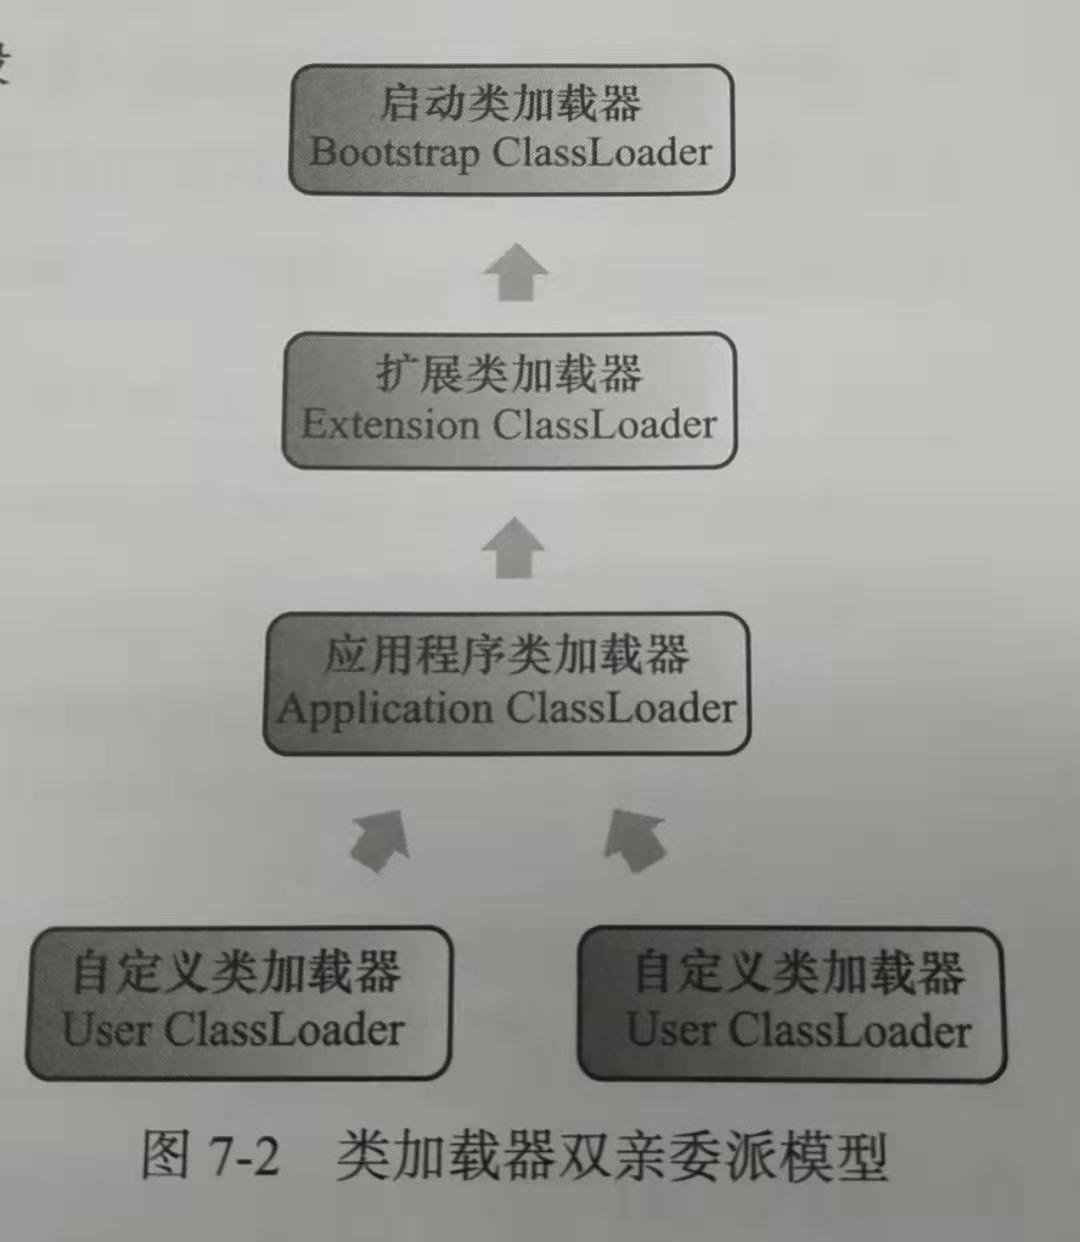 启动类加载器
Bootstrap ClassLoader
扩展类加载器
Extension ClassLoader
应用程序类加载器
Application ClassLoader
自定义类加载器
User ClassLoader
自定义类加载器
User ClassLoader
图 7-2 类加载器双亲委派模型